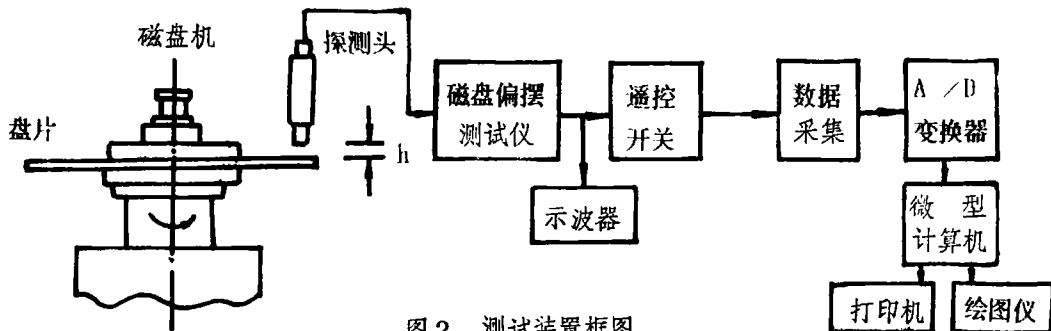 磁盘机
探测头
盘片
h
磁盘偏摆
测试仪
遥控
开关
数据
采集
A/D
变换器
示波器
微 型
计算机
打印机
绘图仪
图2 测试装置框图